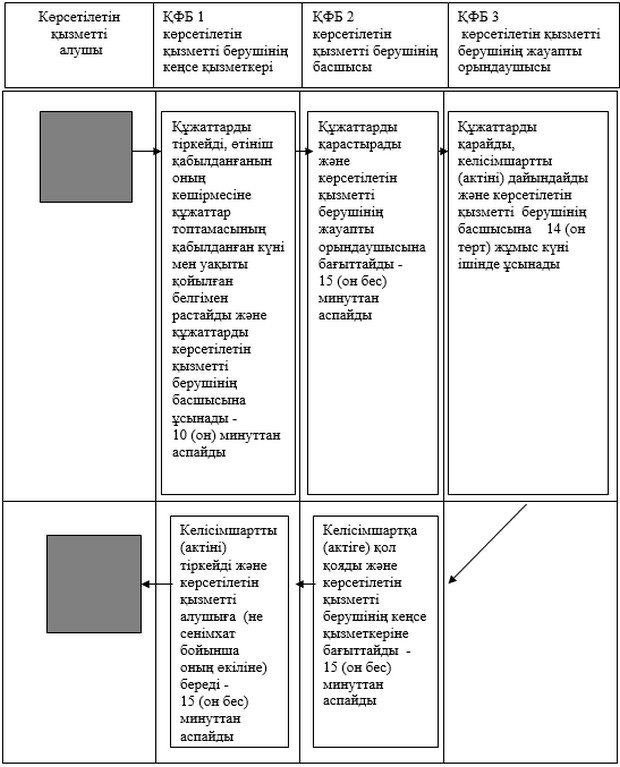 Көрсетілетін
қызметті
алушы
ҚФБ 1
көрсетілетін
қызметті берушінің
кеңсе қызметкері
ҚФБ 2
көрсетілетін
қызметті берушінің
басшысы
ҚФБ 3
көрсетілетін қызметті
берушінің жауапты
орындаушысы
Құжаттарды
тіркейді, өтініш
қабылданғанын
оның
көшірмесіне
құжаттар
топтамасының
қабылданған күні
мен уақыты
қойылған
белгімен
растайды және
құжаттарды
көрсетілетін
қызметті
берушінің
басшысына
ұсынады -
10 (он) минуттан
аспайды
Құжаттарды
қарастырады
және
көрсетілетін
қызметті
берушінің
жауапты
орындаушысына
бағыттайды -
15 (он бес)
минуттан
аспайды
Құжаттарды
қарайды,
келісімшартты
(актіні) дайындайды
және көрсетілетін
қызметті берушінің
басшысына 14 (он
төрт) жұмыс күні
ішінде ұсынады
Келісімшартты
(актіні)
тіркейді және
көрсетілетін
қызметті
алушыға (не
сенімхат
бойынша
оның өкіліне)
береді -
15 (он бес)
минуттан
аспайды
Келісімшартқа
(актіге) қол
қояды және
көрсетілетін
қызметті
берушінің кеңсе
қызметкеріне
бағыттайды -
15 (он бес)
минуттан
аспайды